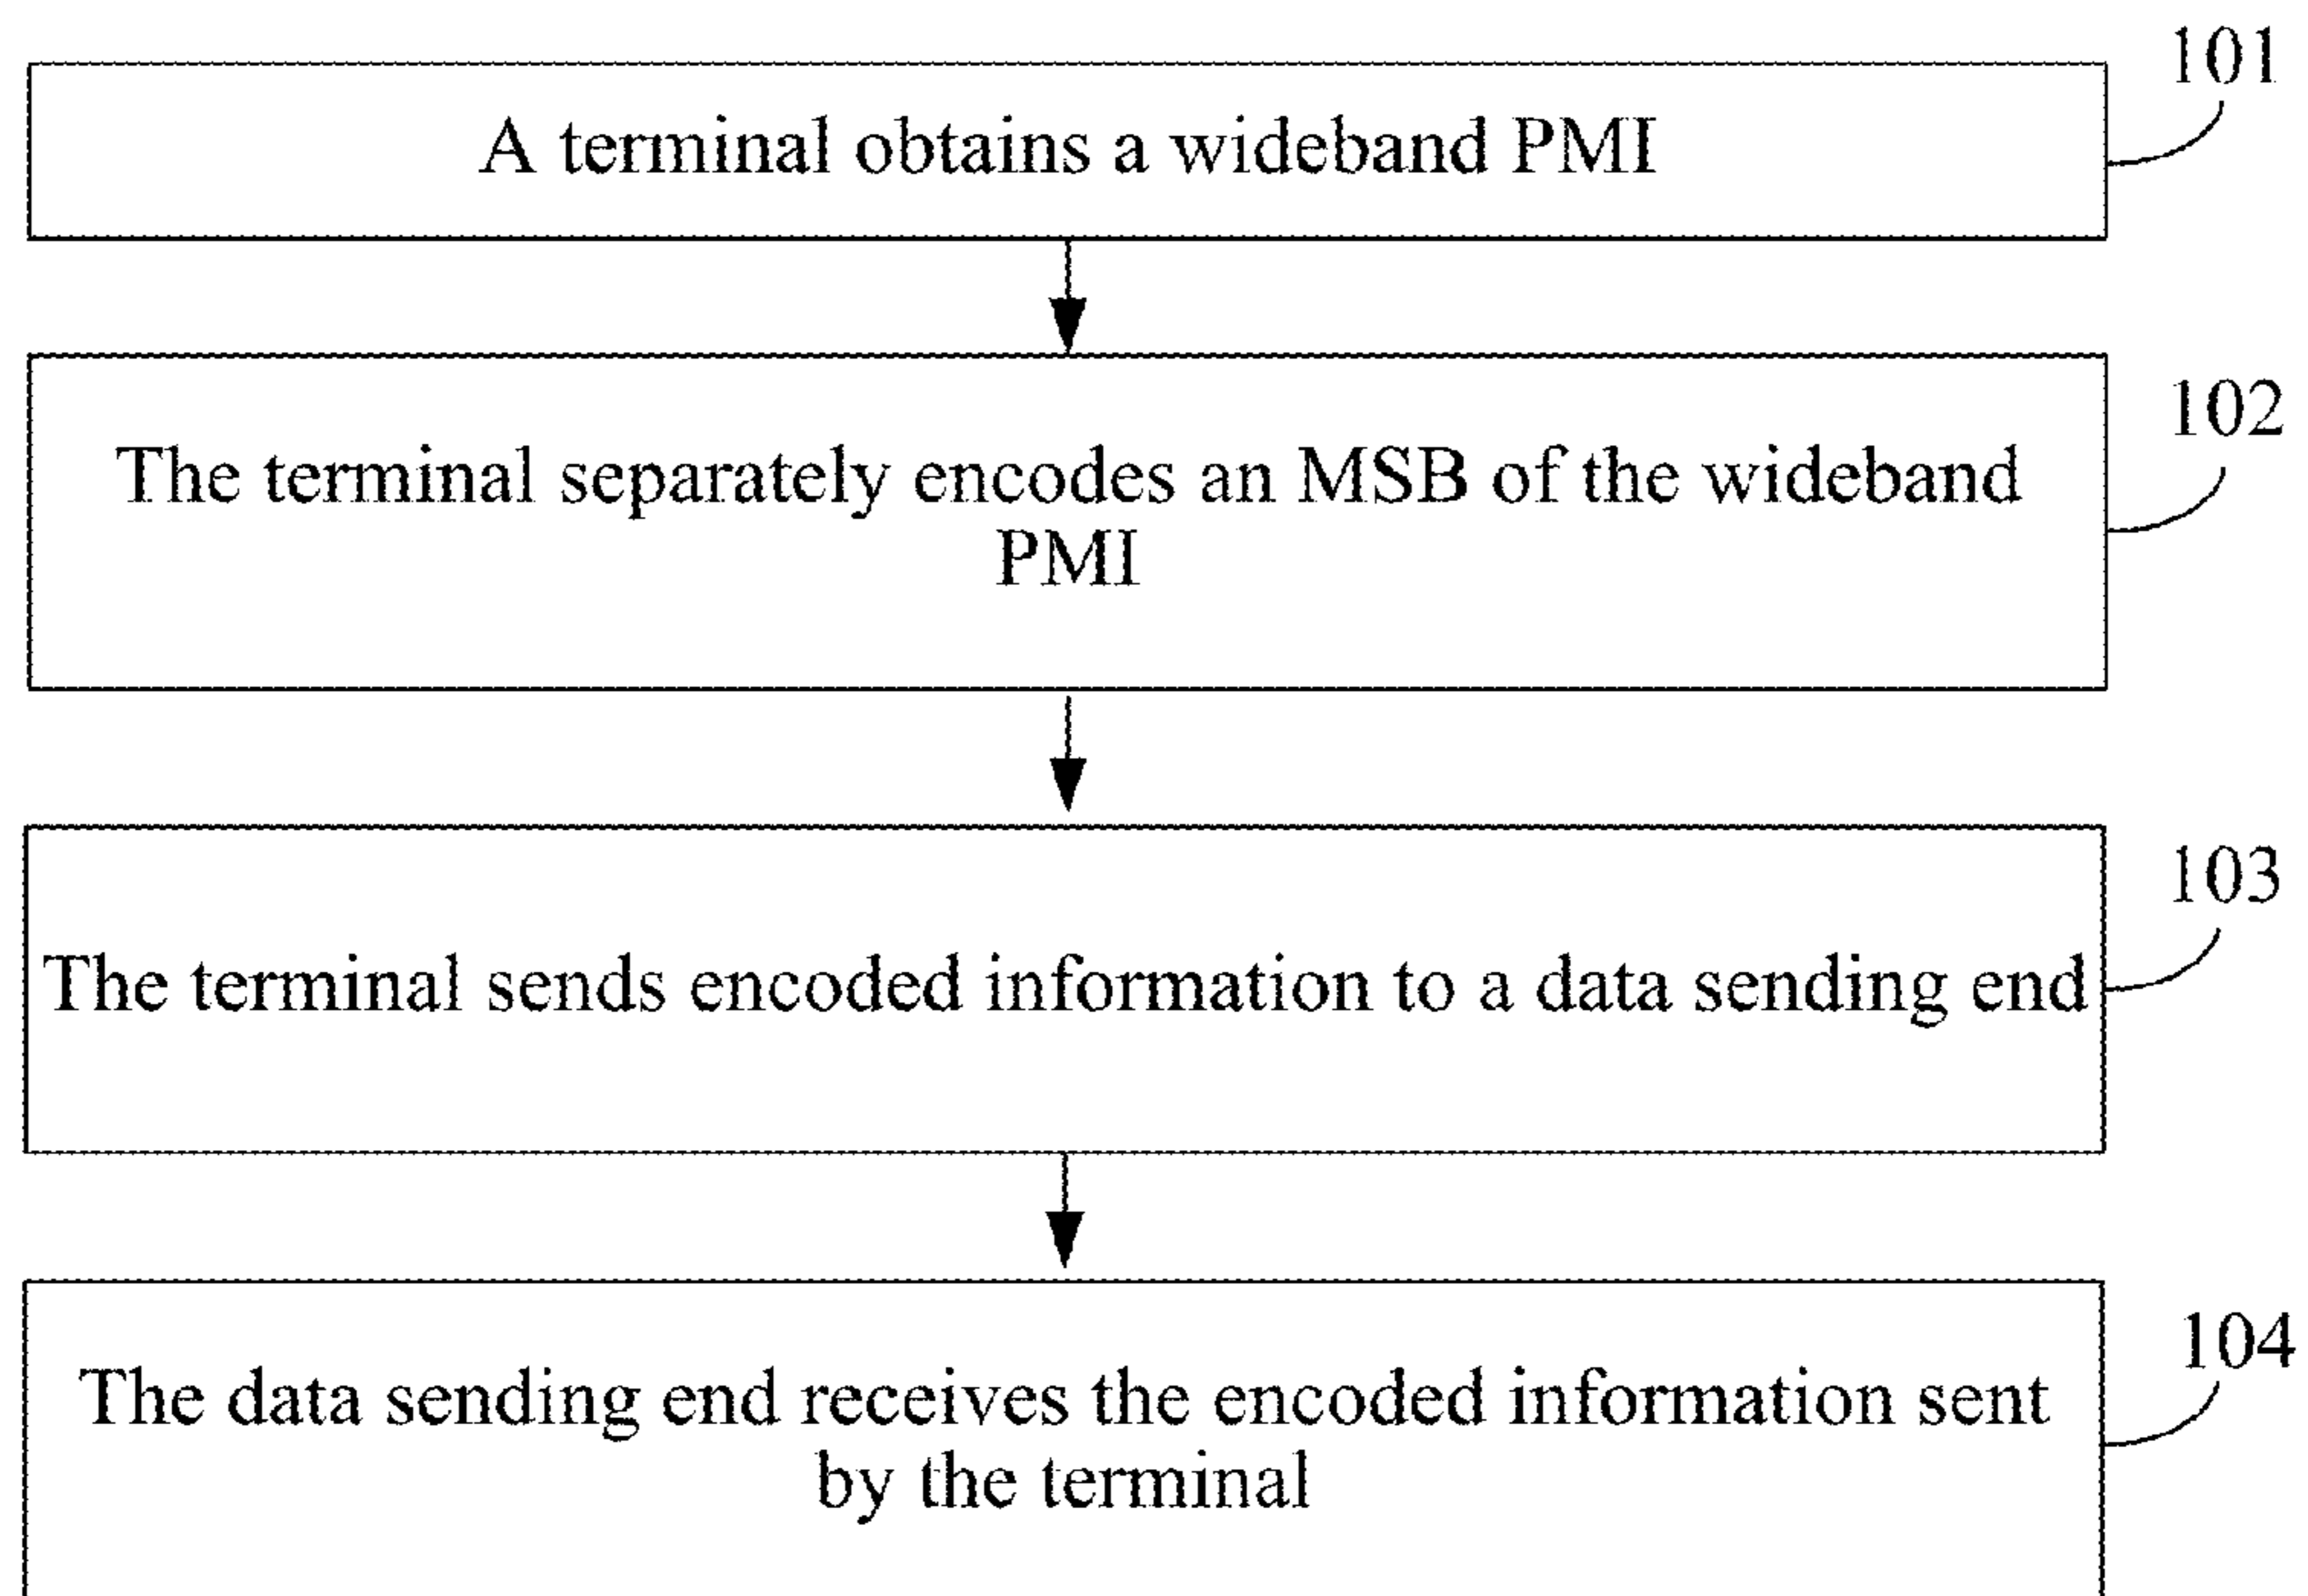 101
A terminal obtains a wideband PMI
102
The terminal separately encodes an MSB of the wideband
PMI
103
The terminal sends encoded information to a data sending end
104
The data sending end receives the encoded information sent
by the terminal